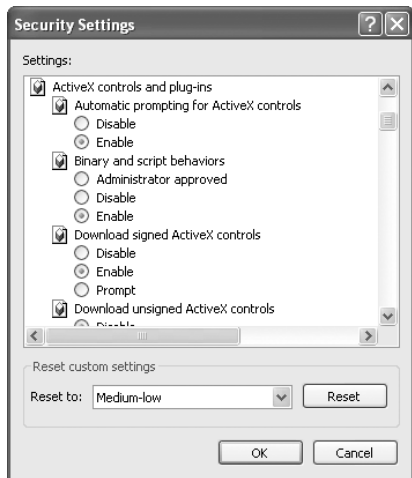 Security Settings
Settings:
ActiveX controls and plug-ins
Automatic prompting for ActiveX controls
Disable
Enable
Binary and script behaviors
Administrator approved
Disable
Enable
Download signed ActiveX controls
Disable
Enable
Prompt
Download unsigned ActiveX controls
Disable
Reset custom settings
Reset to: Medium-low Reset
OK Cancel